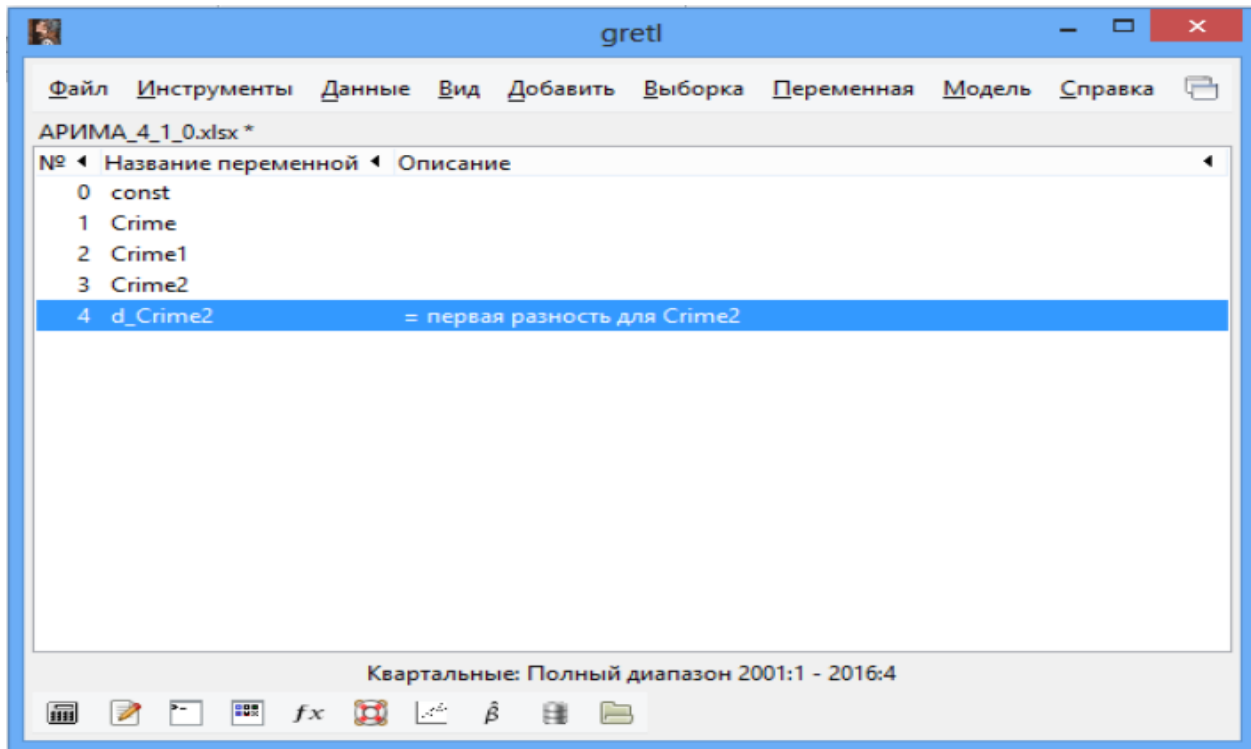 gretl
Файл Инструменты Данные Вид Добавить Выборка Переменная Модель Справка
АРИМА_4_1_0.xlsx *
№ Название переменной Описание
0 const
1 Crime
2 Crime1
3 Crime2
4 d_Crime2 = первая разность для Crime2
Квартальные: Полный диапазон 2001:1 - 2016:4
fx β̂